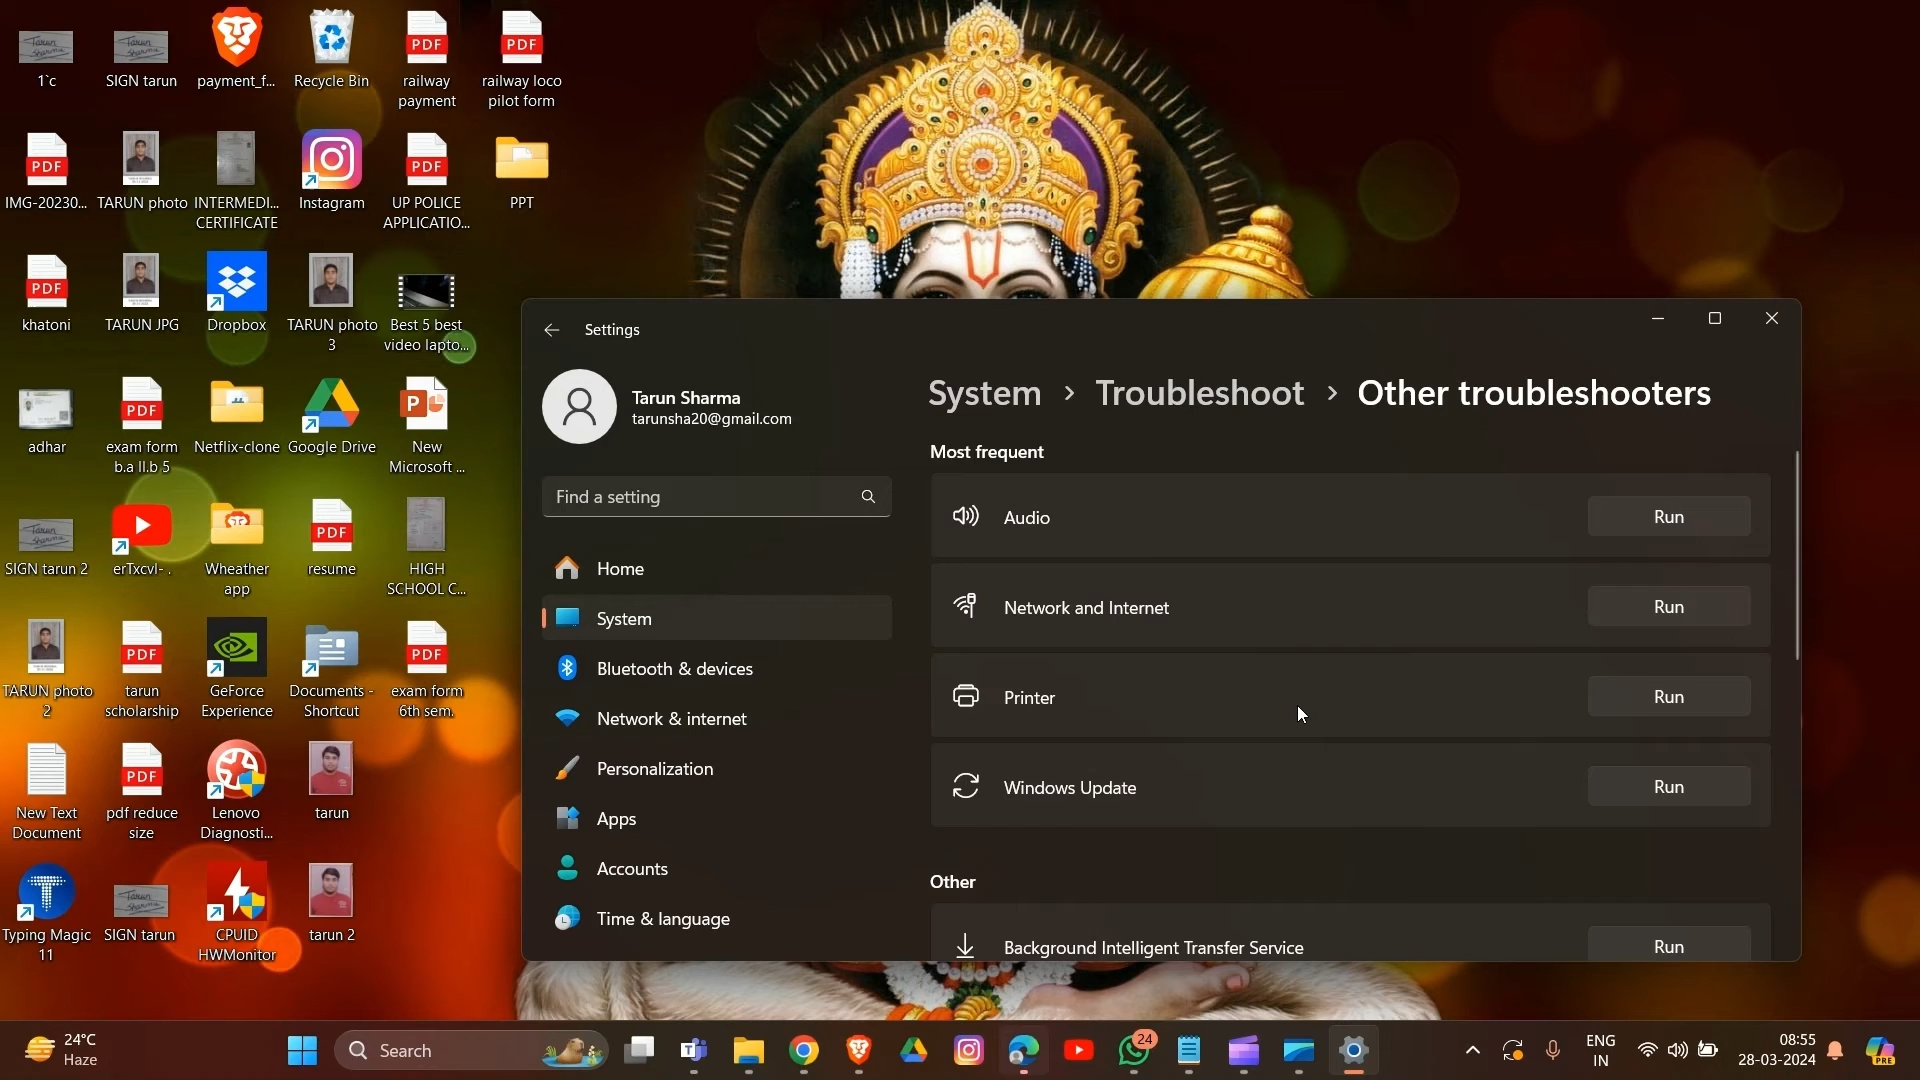 1`c
SIGN tarun
payment_f...
Recycle Bin
railway
payment
railway loco
pilot form
IMG-20230...
TARUN photo
INTERMEDI...
CERTIFICATE
Instagram
UP POLICE
APPLICATIO...
PPT
khatoni
TARUN JPG
Dropbox
TARUN photo
3
Best 5 best
video lapto...
adhar
exam form
b.a ll.b 5
Netflix-clone
Google Drive
New
Microsoft ...
SIGN tarun 2
erTxcvl- .
Wheather
app
resume
HIGH
SCHOOL C...
TARUN photo
2
tarun
scholarship
GeForce
Experience
Documents -
Shortcut
exam form
6th sem.
New Text
Document
pdf reduce
size
Lenovo
Diagnosti...
tarun
Typing Magic
11
SIGN tarun
CPUID
HWMonitor
tarun 2
Settings
Tarun Sharma
tarunsha20@gmail.com
Find a setting
Home
System
Bluetooth & devices
Network & internet
Personalization
Apps
Accounts
Time & language
System > Troubleshoot > Other troubleshooters
Most frequent
Audio Run
Network and Internet Run
Printer Run
Windows Update Run
Other
Background Intelligent Transfer Service Run
24°C
Haze
Search
24
ENG
IN
08:55
28-03-2024
PRE